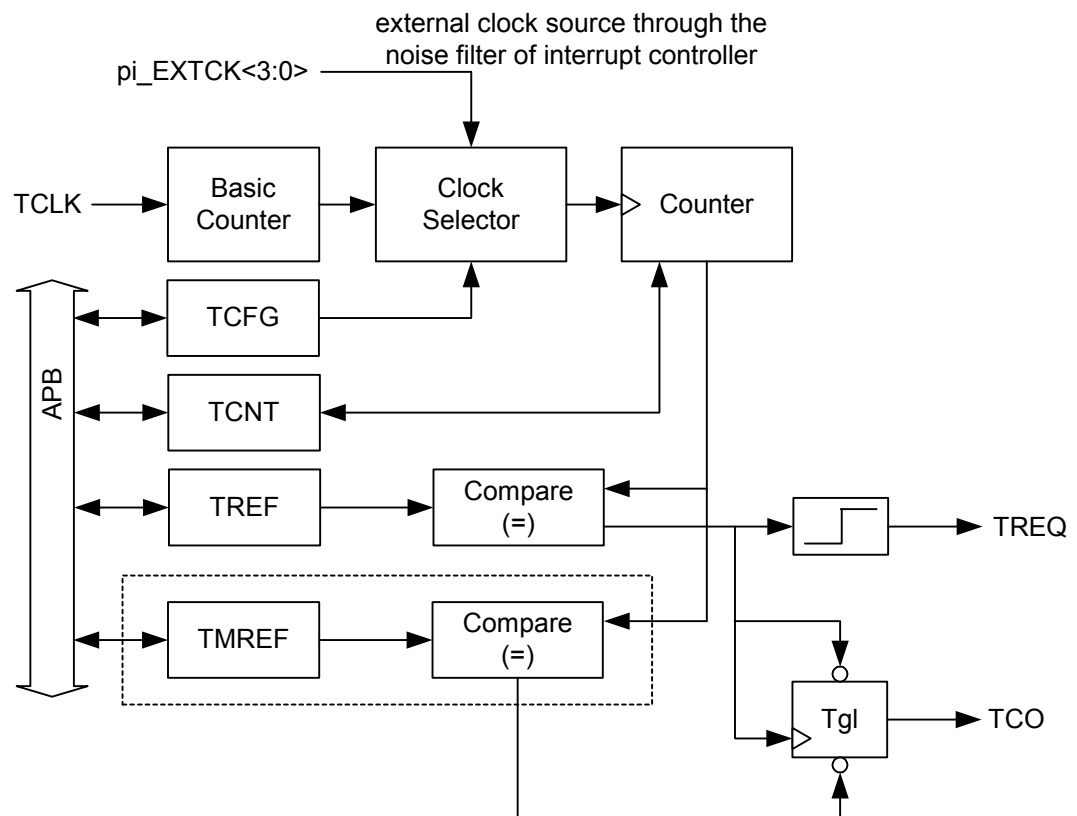 external clock source through the
noise filter of interrupt controller
pi_EXTCK<3:0>
TCLK
Basic
Counter
Clock
Selector
Counter
APB
TCFG
TCNT
TREF
Compare
(=)
TREQ
TMREF
Compare
(=)
Tgl
TCO